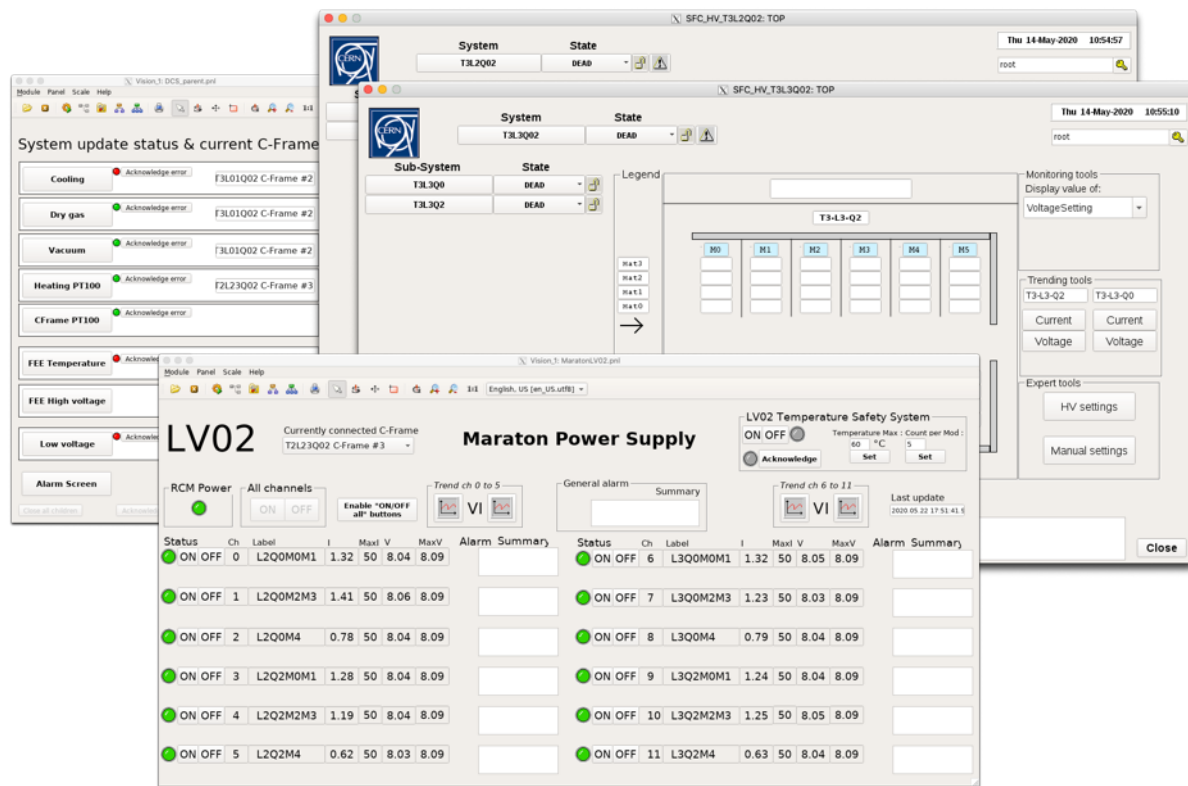 SFC_HV_T3L2Q02: TOP
CERN
System State
T3L2Q02 DEAD
Thu 14-May-2020 10:54:57
root
Vision_1: DCS_parent.pnl
Module Panel Scale Help
System update status & current C-Frame
Cooling Acknowledge error T3L01Q02 C-Frame #2
Dry gas Acknowledge error T3L01Q02 C-Frame #2
Vacuum Acknowledge error T3L01Q02 C-Frame #2
Heating PT100 Acknowledge error T2L23Q02 C-Frame #3
CFrame PT100 Acknowledge error
FEE Temperature
FEE High voltage
Low voltage
Alarm Screen
Close all children
SFC_HV_T3L3Q02: TOP
CERN
System State
T3L3Q02 DEAD
Thu 14-May-2020 10:55:10
root
Sub-System State
T3L3Q0 DEAD
T3L3Q2 DEAD
Legend
Mat3
Mat2
Mat1
Mat0
T3-L3-Q2
M0 M1 M2 M3 M4 M5
Monitoring tools
Display value of:
VoltageSetting
Trending tools
T3-L3-Q2 T3-L3-Q0
Current Current
Voltage Voltage
Expert tools
HV settings
Manual settings
Close
Vision_1: MaratonLV02.pnl
Module Panel Scale Help
1:1 English, US [en_US.utf8]
LV02
Currently connected C-Frame
T2L23Q02 C-Frame #3
Maraton Power Supply
LV02 Temperature Safety System
ON OFF Temperature Max : Count per Mod :
60 °C 5
Acknowledge Set Set
RCM Power
All channels
ON OFF
Enable "ON/OFF
all" buttons
Trend ch 0 to 5
VI
General alarm
Summary
Trend ch 6 to 11
VI
Last update
2020.05.22 17:51:41
Status Ch Label I MaxI V MaxV Alarm Summary Status Ch Label I MaxI V MaxV Alarm Summary
ON OFF 0 L2Q0M0M1 1.32 50 8.04 8.09 ON OFF 6 L3Q0M0M1 1.32 50 8.05 8.09
ON OFF 1 L2Q0M2M3 1.41 50 8.06 8.09 ON OFF 7 L3Q0M2M3 1.23 50 8.03 8.09
ON OFF 2 L2Q0M4 0.78 50 8.04 8.09 ON OFF 8 L3Q0M4 0.79 50 8.04 8.09
ON OFF 3 L2Q2M0M1 1.28 50 8.04 8.09 ON OFF 9 L3Q2M0M1 1.24 50 8.04 8.09
ON OFF 4 L2Q2M2M3 1.19 50 8.04 8.09 ON OFF 10 L3Q2M2M3 1.25 50 8.05 8.09
ON OFF 5 L2Q2M4 0.62 50 8.03 8.09 ON OFF 11 L3Q2M4 0.63 50 8.04 8.09